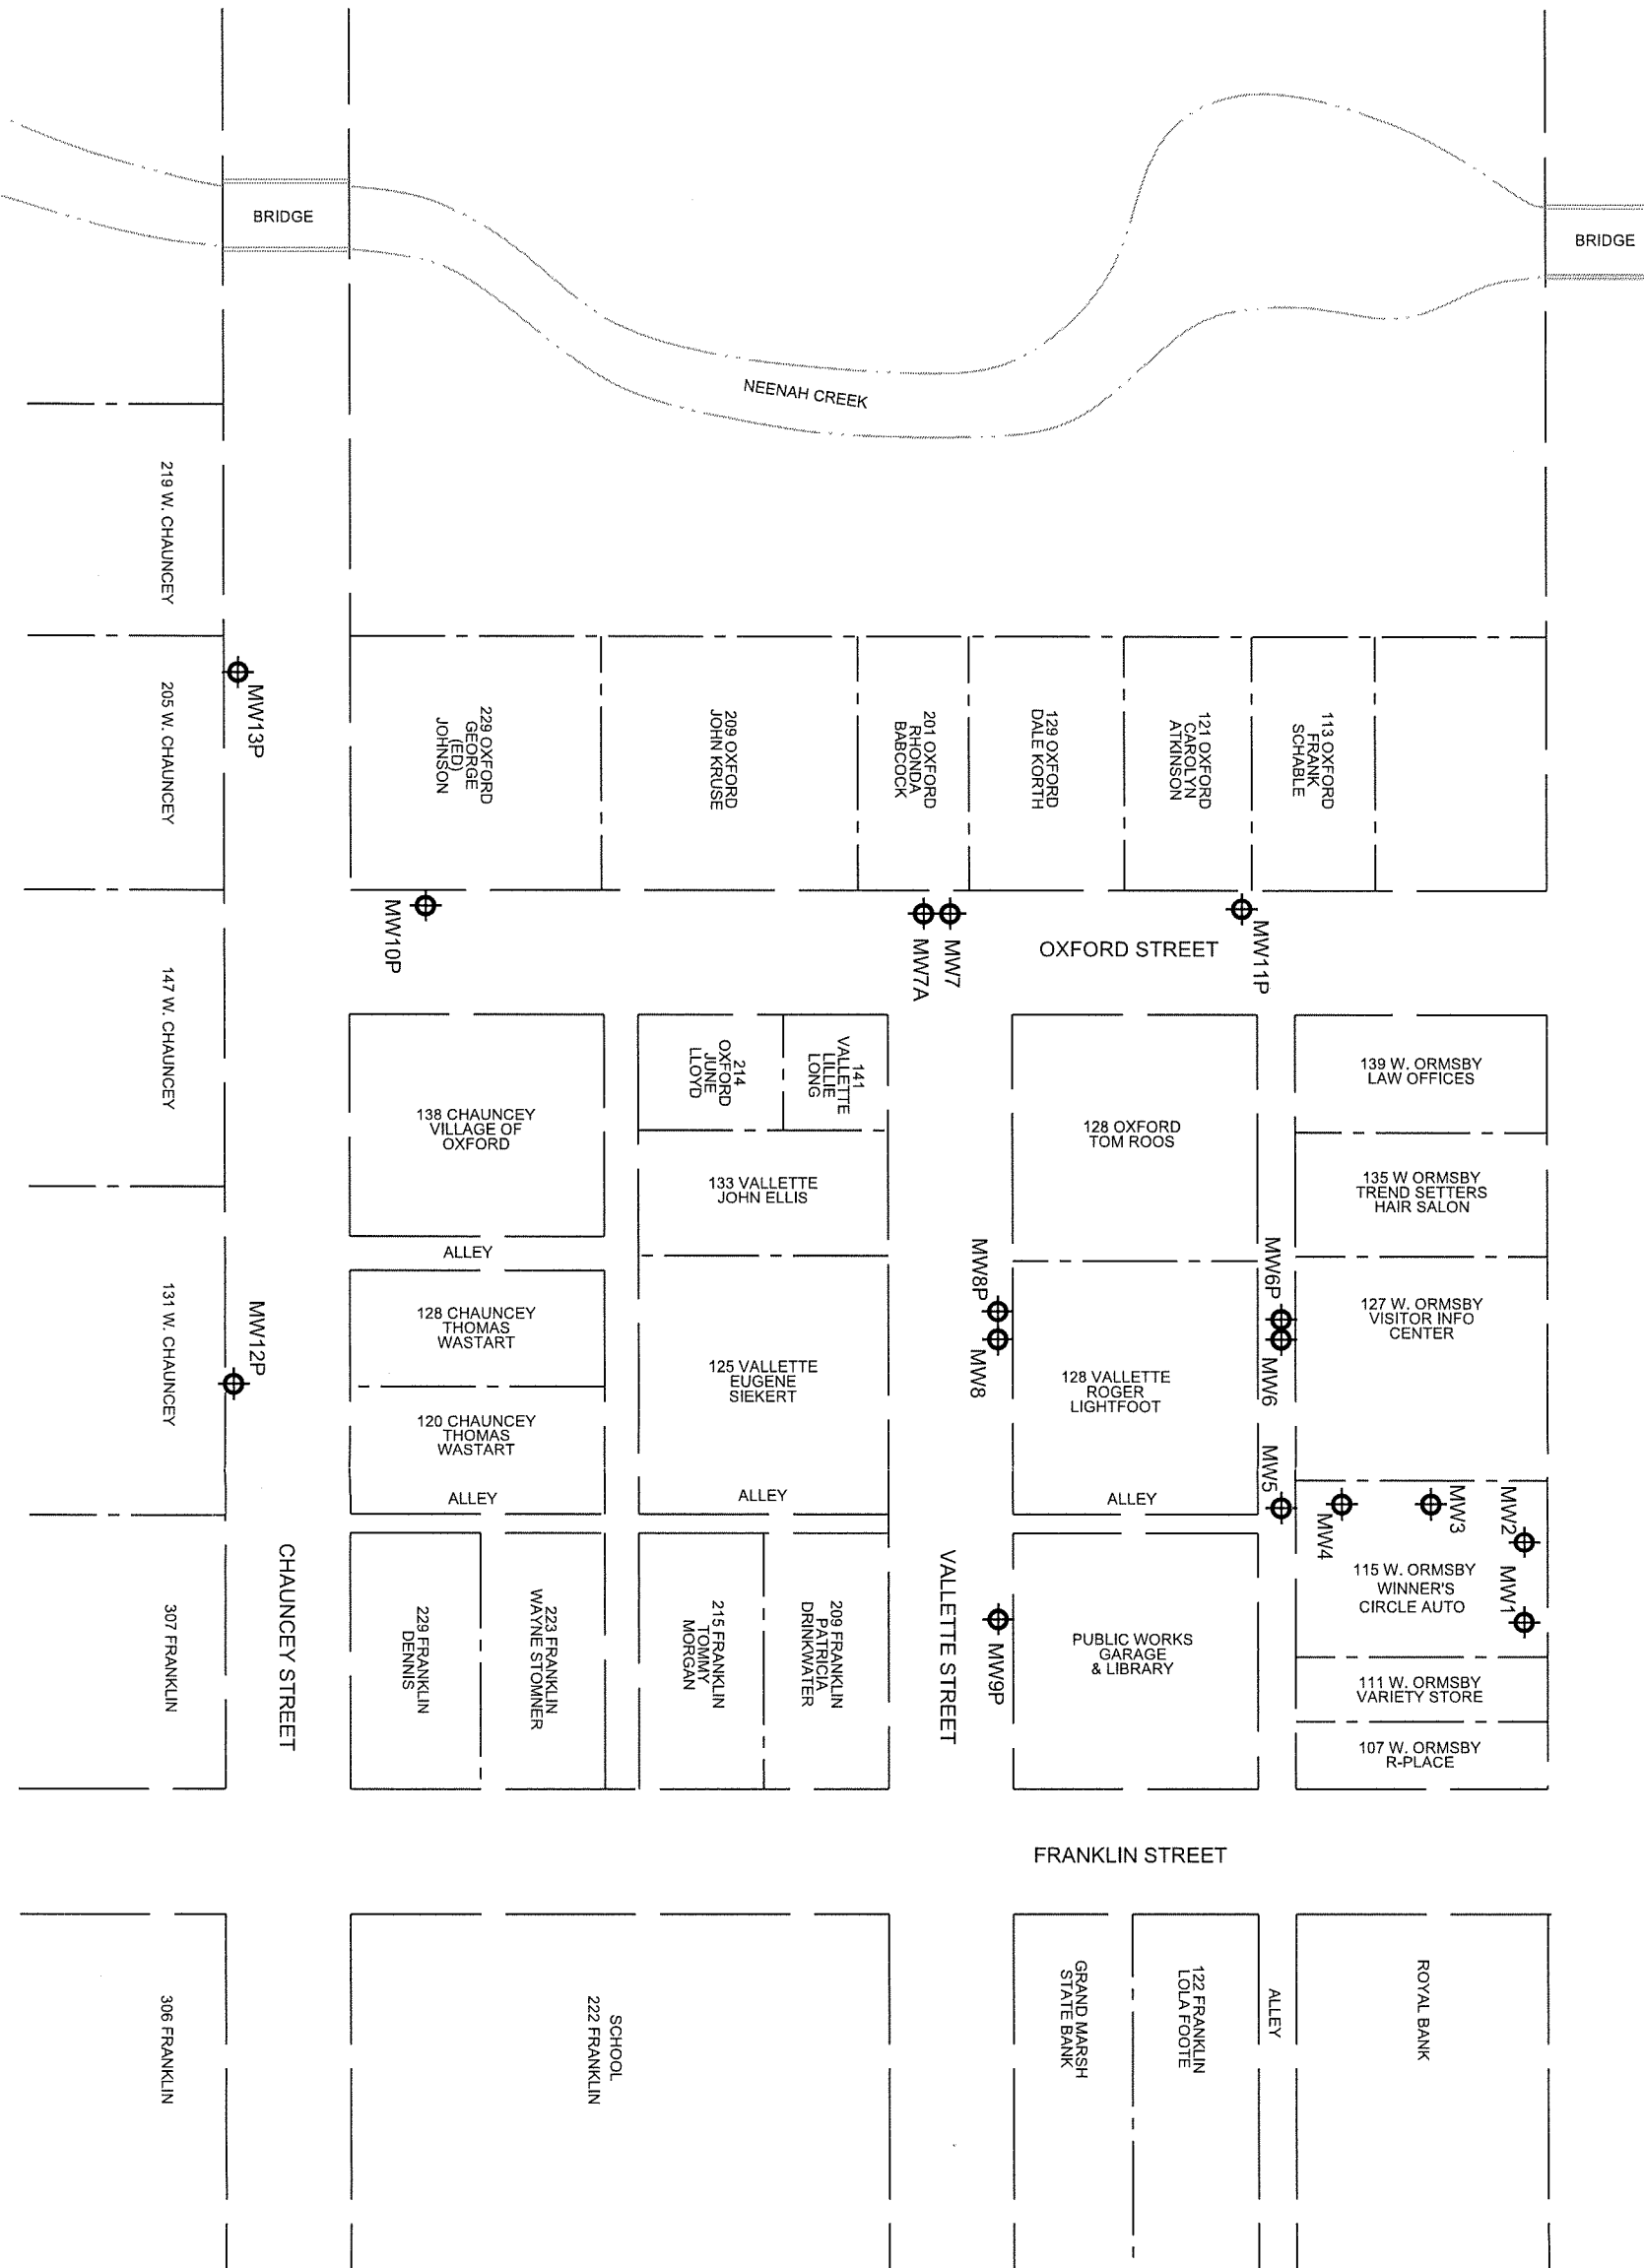 BRIDGE
BRIDGE
NEENAH CREEK
219 W. CHAUNCEY
205 W. CHAUNCEY
MW13P
229 OXFORD
GEORGE
(ED)
JOHNSON
209 OXFORD
JOHN KRUSE
201 OXFORD
RHONDA
BABCOCK
129 OXFORD
DALE KORTH
121 OXFORD
CAROLYN
ATKINSON
113 OXFORD
FRANK
SCHABLE
MW10P
MW7A
MW7
OXFORD STREET
MW11P
147 W. CHAUNCEY
138 CHAUNCEY
VILLAGE OF
OXFORD
214
OXFORD
JUNE
LLOYD
141
VALLETTE
LILLIE
LONG
133 VALLETTE
JOHN ELLIS
128 OXFORD
TOM ROOS
139 W. ORMSBY
LAW OFFICES
135 W ORMSBY
TREND SETTERS
HAIR SALON
ALLEY
131 W. CHAUNCEY
MW12P
128 CHAUNCEY
THOMAS
WASTART
120 CHAUNCEY
THOMAS
WASTART
ALLEY
125 VALLETTE
EUGENE
SIEKERT
ALLEY
MW8P
MW8
128 VALLETTE
ROGER
LIGHTFOOT
ALLEY
MW6P
MW6
MW5
127 W. ORMSBY
VISITOR INFO
CENTER
MW4
MW3
MW2
MW1
115 W. ORMSBY
WINNER'S
CIRCLE AUTO
111 W. ORMSBY
VARIETY STORE
107 W. ORMSBY
R-PLACE
307 FRANKLIN
CHAUNCEY STREET
229 FRANKLIN
DENNIS
223 FRANKLIN
WAYNE STOMNER
215 FRANKLIN
TOMMY
MORGAN
209 FRANKLIN
PATRICIA
DRINKWATER
VALLETTE STREET
MW9P
PUBLIC WORKS
GARAGE
& LIBRARY
FRANKLIN STREET
306 FRANKLIN
SCHOOL
222 FRANKLIN
GRAND MARSH
STATE BANK
122 FRANKLIN
LOLA FOOTE
ALLEY
ROYAL BANK